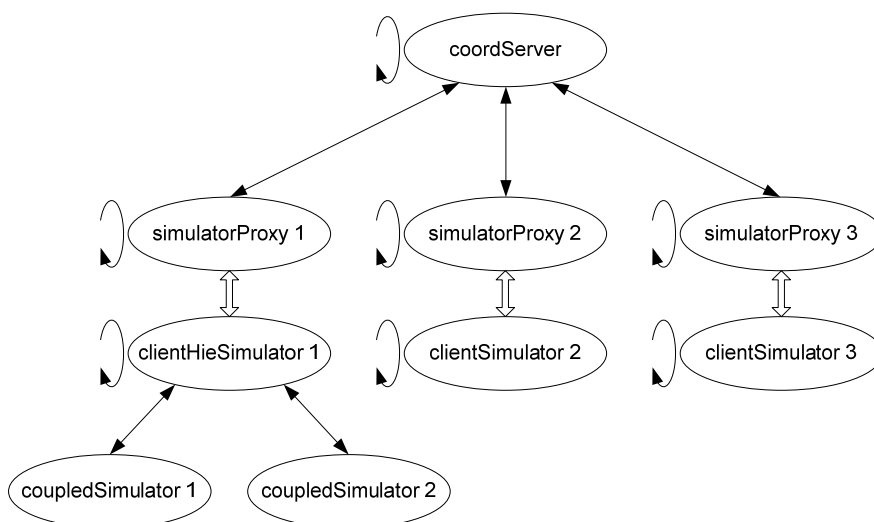 coordServer
simulatorProxy 1
simulatorProxy 2
simulatorProxy 3
clientHieSimulator 1
clientSimulator 2
clientSimulator 3
coupledSimulator 1
coupledSimulator 2